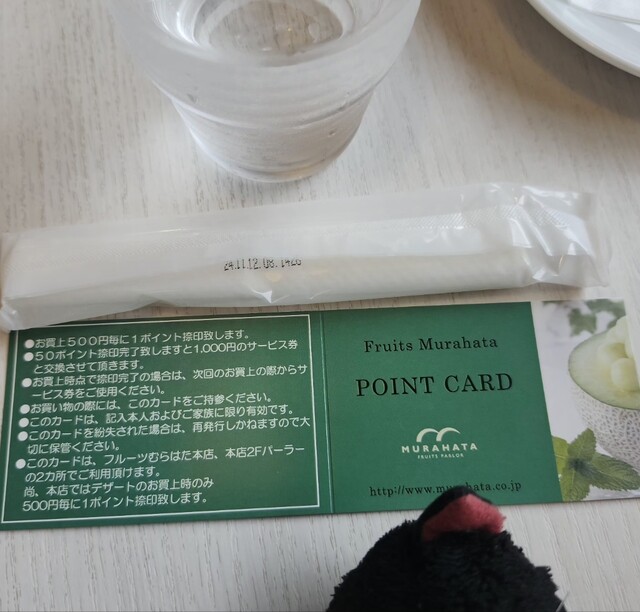 24.11.12.08.1426
●お買上５００円毎に１ポイント捺印致します。
●５０ポイント捺印完了致しますと1,000円のサービス券
と交換させて頂きます。
●お買上時点で捺印完了の場合は、次回のお買上の際からサ
ービス券をご使用ください。
●お買い物の際には、このカードをご持参ください。
●このカードは、記入本人およびご家族に限り有効です。
●このカードを紛失された場合は、再発行しかねますので大
切に保管ください。
●このカードは、フルーツむらはた本店、本店2Fパーラー
の2カ所でご利用頂けます。
尚、本店ではデザートのお買上時のみ
500円毎に１ポイント捺印致します。
Fruits Murahata
POINT CARD
MURAHATA
FRUITS PARLOR
http://www.murahata.co.jp